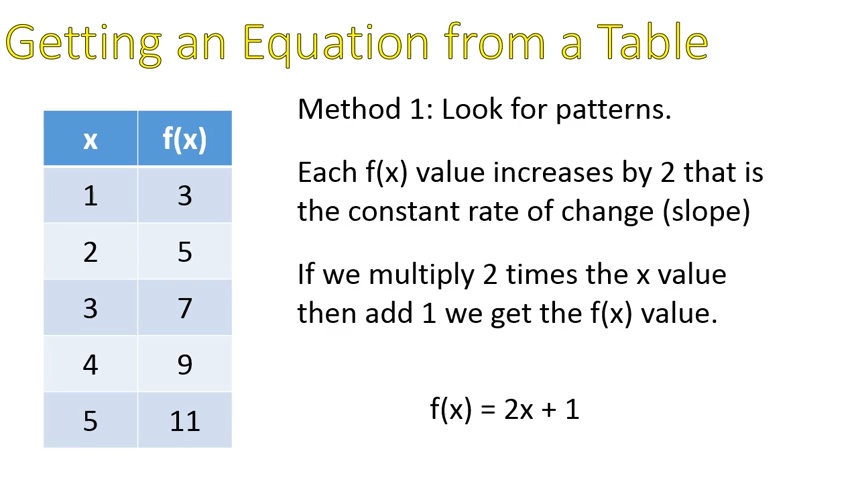 Getting an Equation from a Table
x f(x)
1 3
2 5
3 7
4 9
5 11
Method 1: Look for patterns.
Each f(x) value increases by 2 that is
the constant rate of change (slope)
If we multiply 2 times the x value
then add 1 we get the f(x) value.
f(x) = 2x + 1